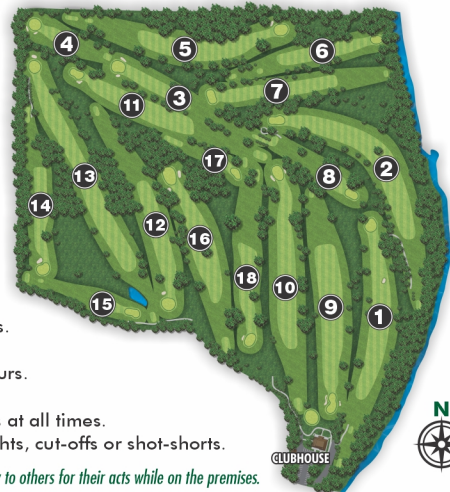 4
5
6
7
3
11
2
17
8
13
14
12
16
18
10
9
1
15
s.
urs.
at all times.
hts, cut-offs or shot-shorts.
y to others for their acts while on the premises.
CLUBHOUSE
N